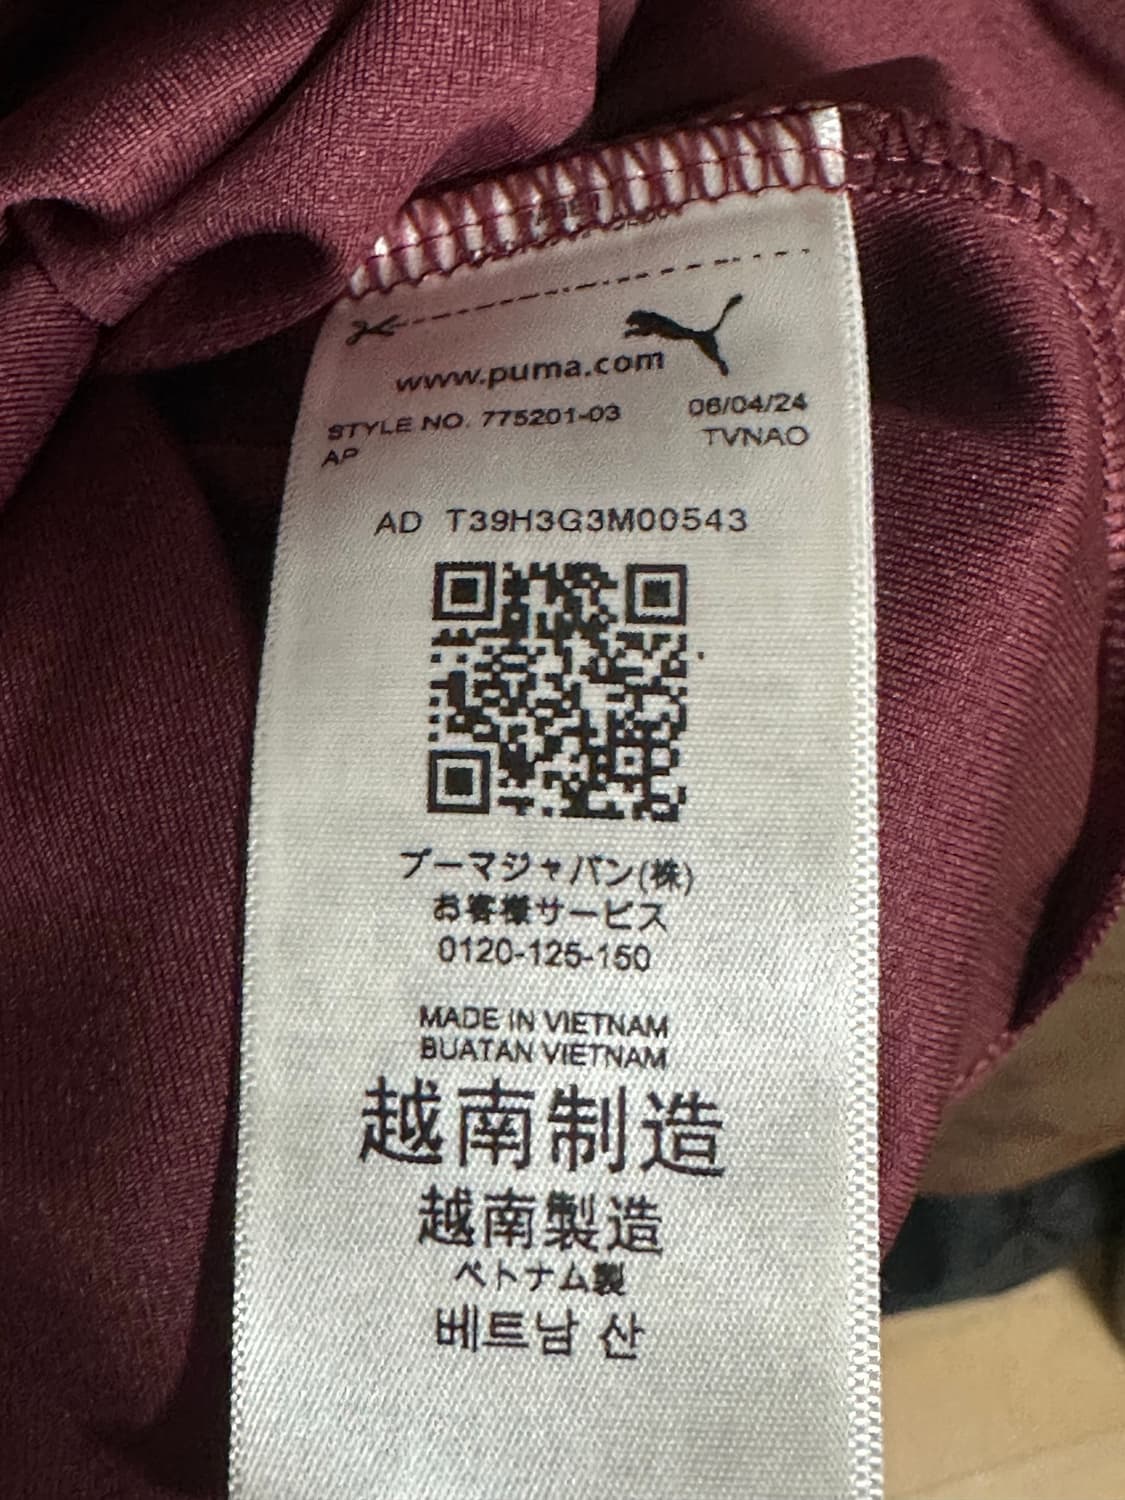 www.puma.com
STYLE NO. 775201-03 06/04/24
AP TVNAO
AD T39H3G3M00543
プーマジャパン(株)
お客様サービス
0120-125-150
MADE IN VIETNAM
BUATAN VIETNAM
越南制造
越南製造
ベトナム製
베트남 산